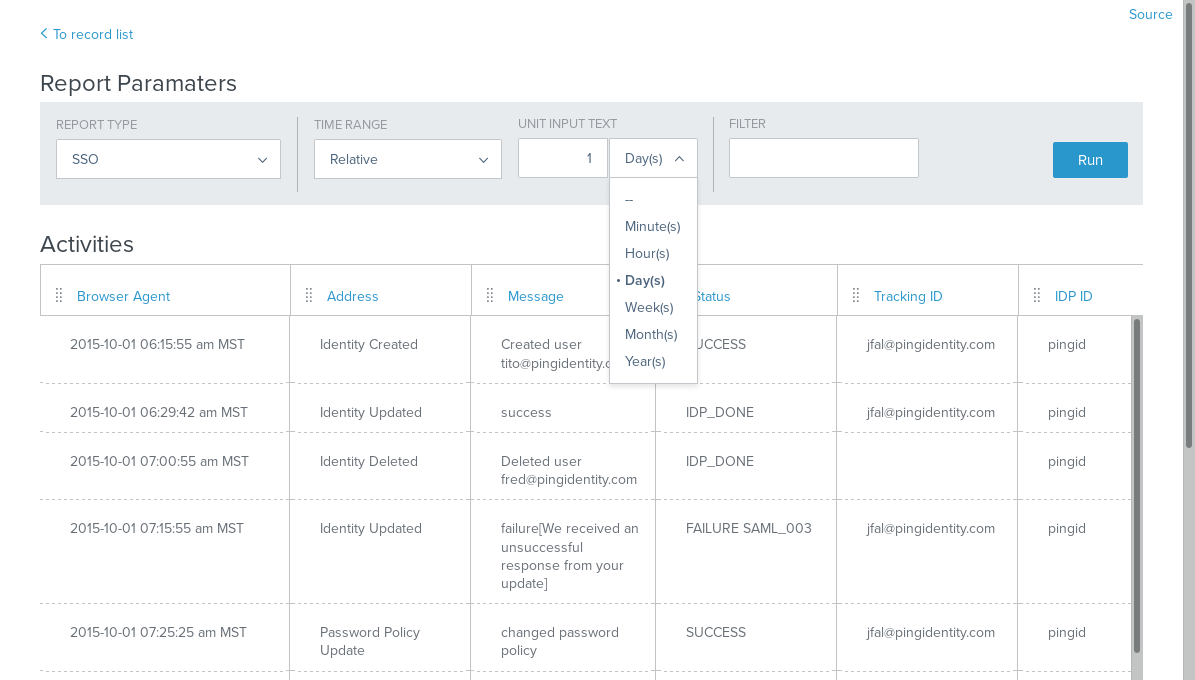 Source
To record list
Report Paramaters
REPORT TYPE
TIME RANGE
UNIT INPUT TEXT
FILTER
SSO
Relative
1
Day(s)
Run
--
Minute(s)
Hour(s)
• Day(s)
Week(s)
Month(s)
Year(s)
Activities
Browser Agent
Address
Message
Status
Tracking ID
IDP ID
2015-10-01 06:15:55 am MST
Identity Created
Created user
tito@pingidentity.c
UCCESS
jfal@pingidentity.com
pingid
2015-10-01 06:29:42 am MST
Identity Updated
success
IDP_DONE
jfal@pingidentity.com
pingid
2015-10-01 07:00:55 am MST
Identity Deleted
Deleted user
fred@pingidentity.com
IDP_DONE
pingid
2015-10-01 07:15:55 am MST
Identity Updated
failure[We received an
unsuccessful
response from your
update]
FAILURE SAML_003
jfal@pingidentity.com
pingid
2015-10-01 07:25:25 am MST
Password Policy
Update
changed password
policy
SUCCESS
jfal@pingidentity.com
pingid